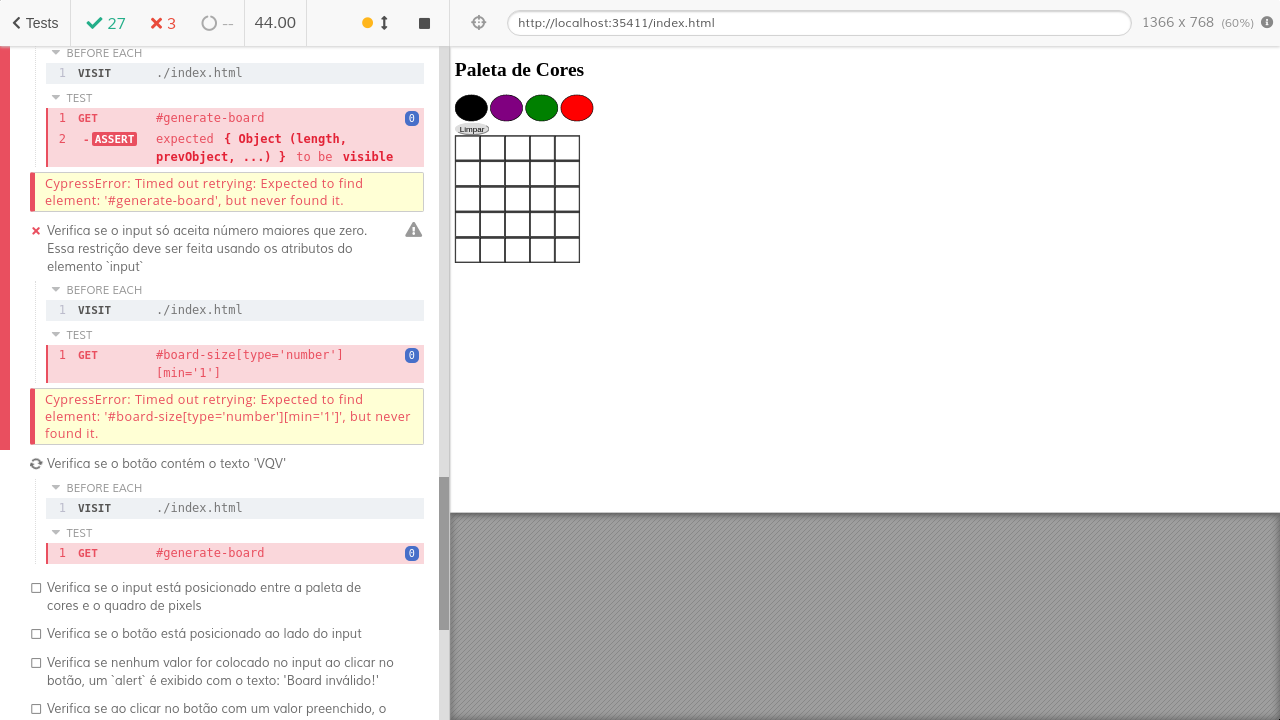 Tests
27
3
--
44.00
http://localhost:35411/index.html
1366 x 768 (60%)
BEFORE EACH
1 VISIT ./index.html
TEST
1 GET #generate-board 0
2 -ASSERT expected { Object (length,
prevObject, ...) } to be visible
CypressError: Timed out retrying: Expected to find
element: '#generate-board', but never found it.
Verifica se o input só aceita número maiores que zero.
Essa restrição deve ser feita usando os atributos do
elemento `input`
BEFORE EACH
1 VISIT ./index.html
TEST
1 GET #board-size[type='number'] 0
[min='1']
CypressError: Timed out retrying: Expected to find
element: '#board-size[type='number'][min='1']', but never
found it.
Verifica se o botão contém o texto 'VQV'
BEFORE EACH
1 VISIT ./index.html
TEST
1 GET #generate-board 0
Verifica se o input está posicionado entre a paleta de
cores e o quadro de pixels
Verifica se o botão está posicionado ao lado do input
Verifica se nenhum valor for colocado no input ao clicar no
botão, um `alert` é exibido com o texto: 'Board inválido!'
Verifica se ao clicar no botão com um valor preenchido, o
Paleta de Cores
Limpar